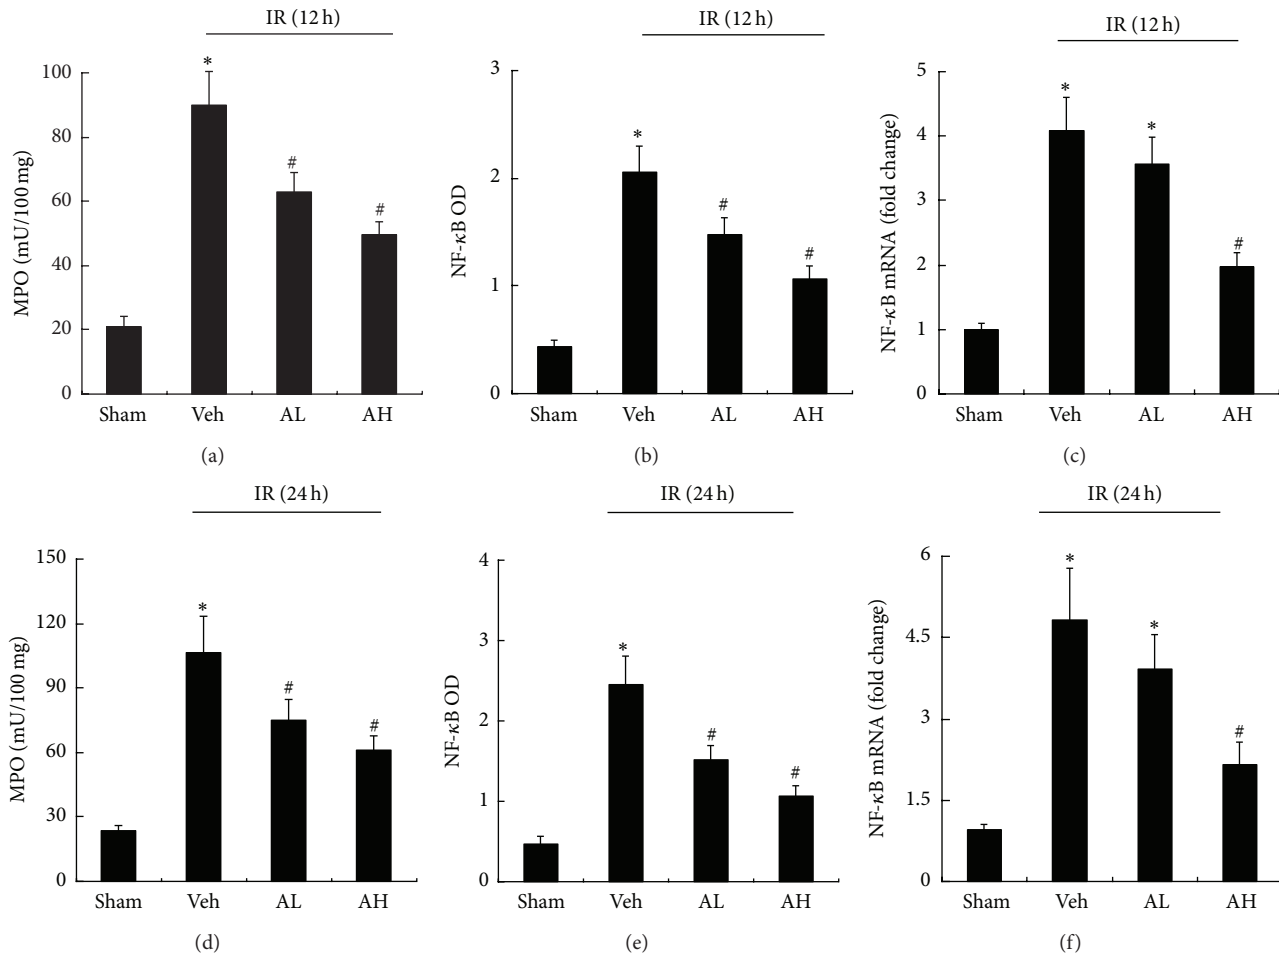 IR (12 h)
MPO (mU/100 mg)
100
80
60
40
20
0
*
#
#
Sham Veh AL AH
(a)
IR (12 h)
NF-κB OD
3
2
1
0
*
#
#
Sham Veh AL AH
(b)
IR (12 h)
NF-κB mRNA (fold change)
5
4
3
2
1
0
*
*
#
Sham Veh AL AH
(c)
IR (24 h)
MPO (mU/100 mg)
150
120
90
60
30
0
*
#
#
Sham Veh AL AH
(d)
IR (24 h)
NF-κB OD
4
3
2
1
0
*
#
#
Sham Veh AL AH
(e)
IR (24 h)
NF-κB mRNA (fold change)
6
4.5
3
1.5
0
*
*
#
Sham Veh AL AH
(f)